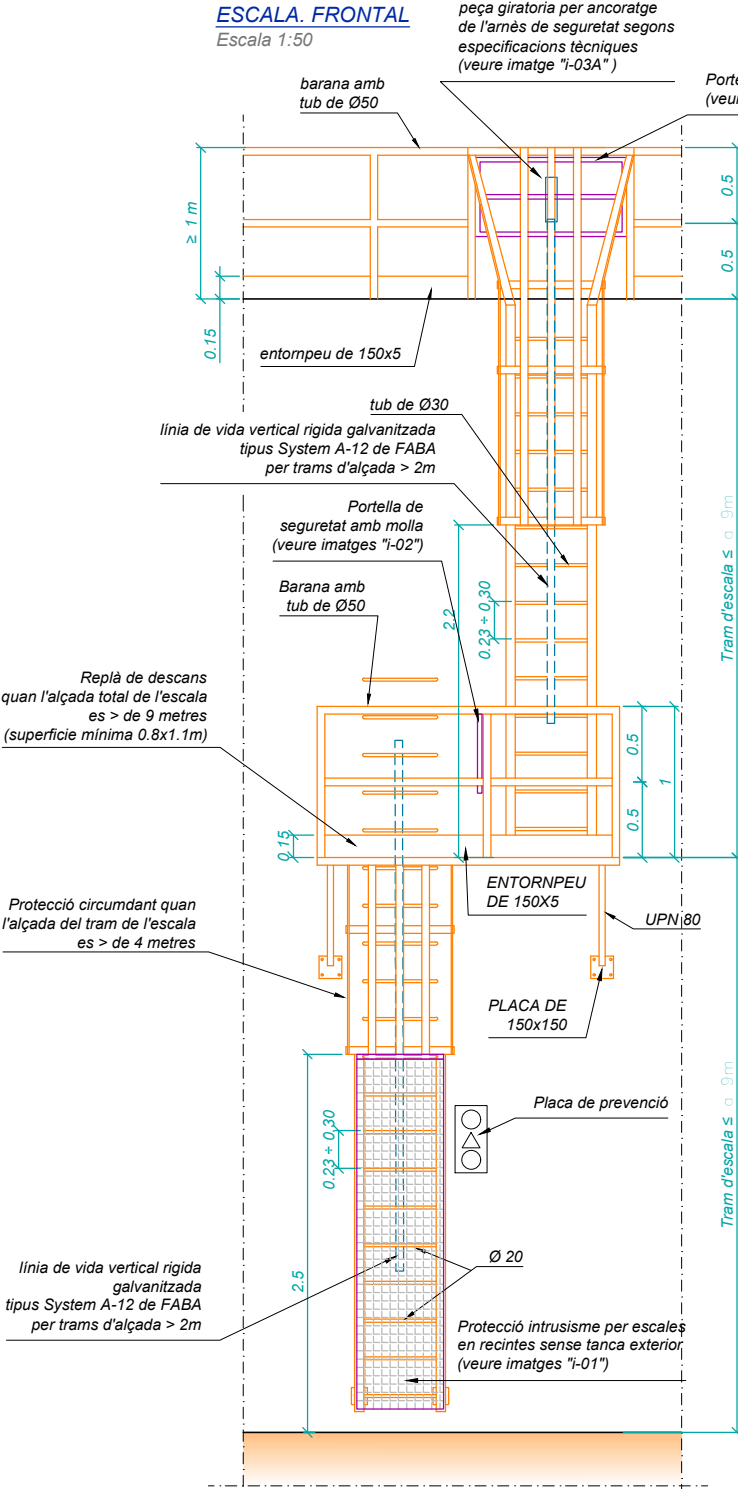 ESCALA. FRONTAL
Escala 1:50
peça giratoria per ancoratge
de l'arnès de seguretat segons
especificacions tècniques
(veure imatge "i-03A" )
barana amb
tub de Ø50
≥ 1 m
0.15
0.5
0.5
entornpeu de 150x5
tub de Ø30
línia de vida vertical rigida galvanitzada
tipus System A-12 de FABA
per trams d'alçada > 2m
Portella de
seguretat amb molla
(veure imatges "i-02")
Barana amb
tub de Ø50
2.2
0.23 ÷ 0,30
Tram d'escala ≤ a 9m
Replà de descans
quan l'alçada total de l'escala
es > de 9 metres
(superficie mínima 0.8x1.1m)
0.15
0.5
0.5
1
ENTORNPEU
DE 150X5
UPN 80
Protecció circumdant quan
l'alçada del tram de l'escala
es > de 4 metres
PLACA DE
150x150
Placa de prevenció
0.23 ÷ 0,30
2.5
Tram d'escala ≤ a 9m
Ø 20
línia de vida vertical rigida
galvanitzada
tipus System A-12 de FABA
per trams d'alçada > 2m
Protecció intrusisme per escales
en recintes sense tanca exterior
(veure imatges "i-01")